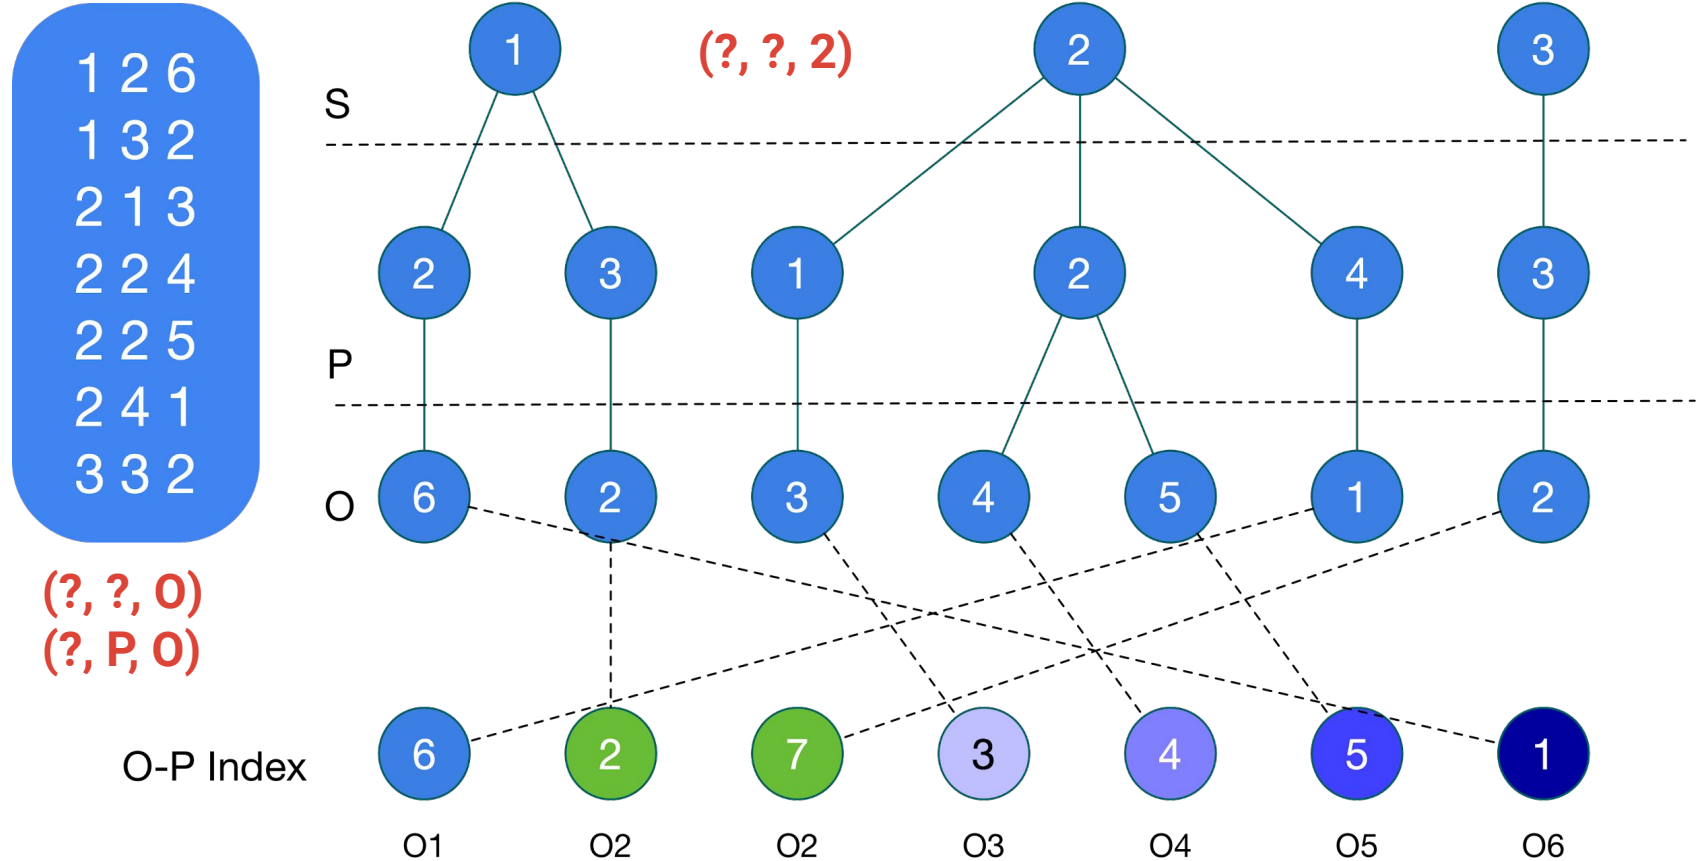 1 2 6
1 3 2
2 1 3
2 2 4
2 2 5
2 4 1
3 3 2
(?, ?, O)
(?, P, O)
1 (?, ?, 2) 2 3
S
2 3 1 2 4 3
P
O 6 2 3 4 5 1 2
O-P Index 6 2 7 3 4 5 1
O1 O2 O2 O3 O4 O5 O6